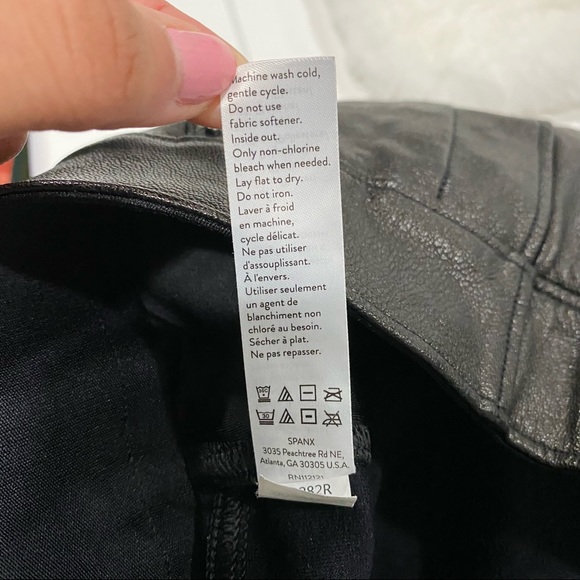 Machine wash cold,
gentle cycle.
Do not use
fabric softener.
Inside out.
Only non-chlorine
bleach when needed.
Lay flat to dry.
Do not iron.
Laver à froid
en machine,
cycle délicat.
Ne pas utiliser
d'assouplissant.
À l'envers.
Utiliser seulement
un agent de
blanchiment non
chloré au besoin.
Sécher à plat.
Ne pas repasser.
30
SPANX
3035 Peachtree Rd NE,
Atlanta, GA 30305 U.S.A.
RN112121